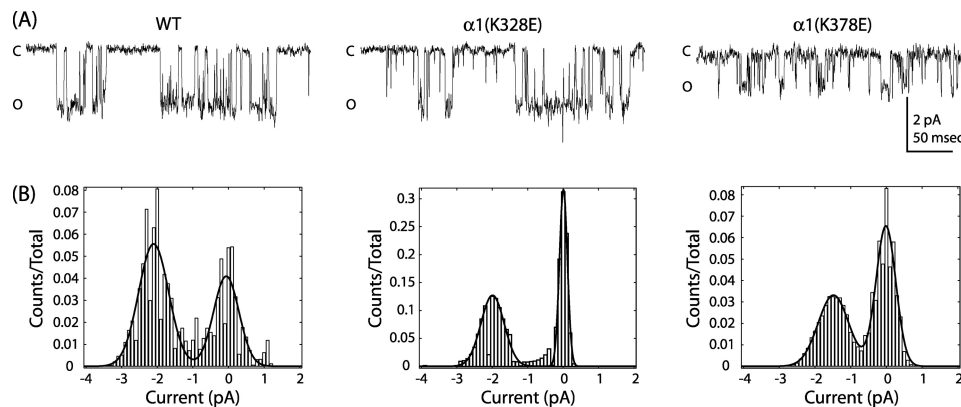 (A)
WT
α1(K328E)
α1(K378E)
C
O
C
O
C
O
2 pA
50 msec
(B)
Counts/Total
0.08
0.07
0.06
0.05
0.04
0.03
0.02
0.01
0
-4 -3 -2 -1 0 1 2
Current (pA)
Counts/Total
0.3
0.25
0.2
0.15
0.1
0.05
0
-4 -3 -2 -1 0 1 2
Current (pA)
Counts/Total
0.08
0.07
0.06
0.05
0.04
0.03
0.02
0.01
0
-4 -3 -2 -1 0 1 2
Current (pA)